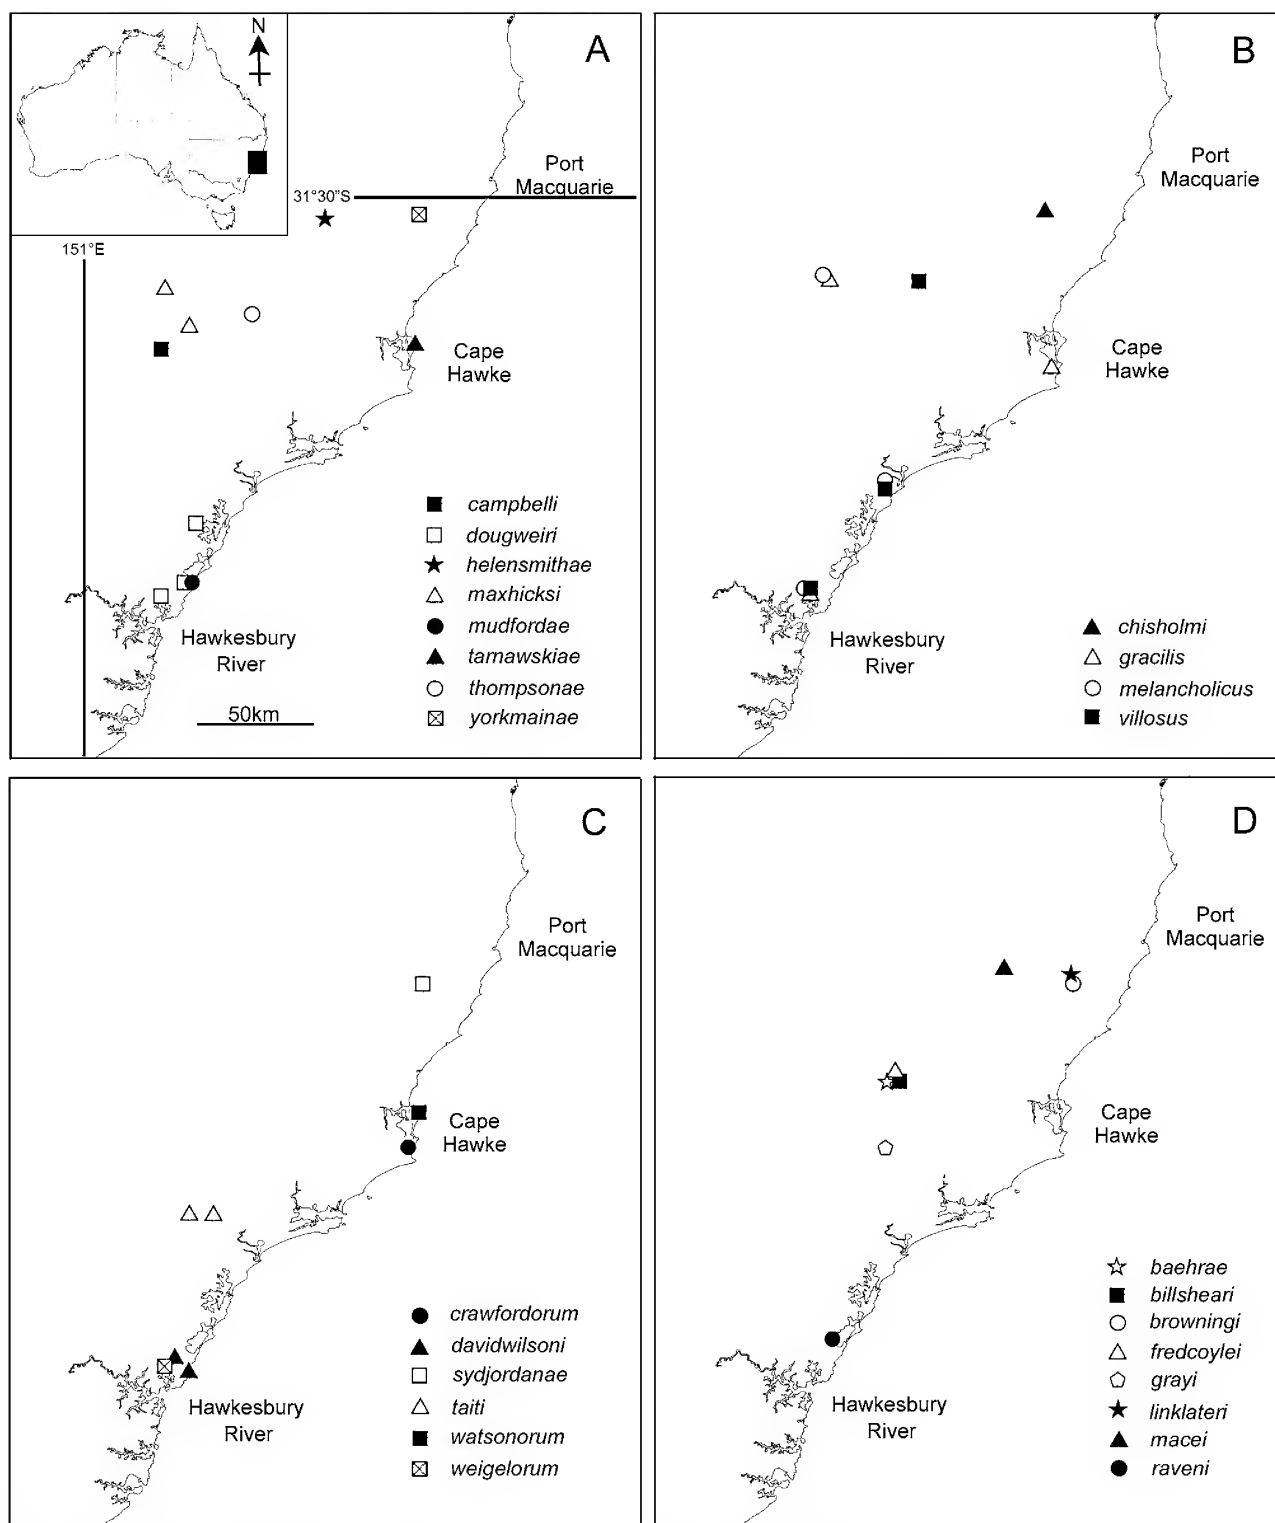 N
A
Port
Macquarie
31°30"S
151°E
Cape
Hawke
campbelli
dougweiri
helensmithae
maxhicksi
mudfordae
tarnawskiae
thompsonae
yorkmainae
Hawkesbury
River
50km
B
Port
Macquarie
Cape
Hawke
Hawkesbury
River
chisholmi
gracilis
melancholicus
villosus
C
Port
Macquarie
Cape
Hawke
Hawkesbury
River
crawfordorum
davidwilsoni
sydjordanae
taiti
watsonorum
weigelorum
D
Port
Macquarie
Cape
Hawke
Hawkesbury
River
baehrae
billsheari
browningi
fredcoylei
grayi
linklateri
macei
raveni